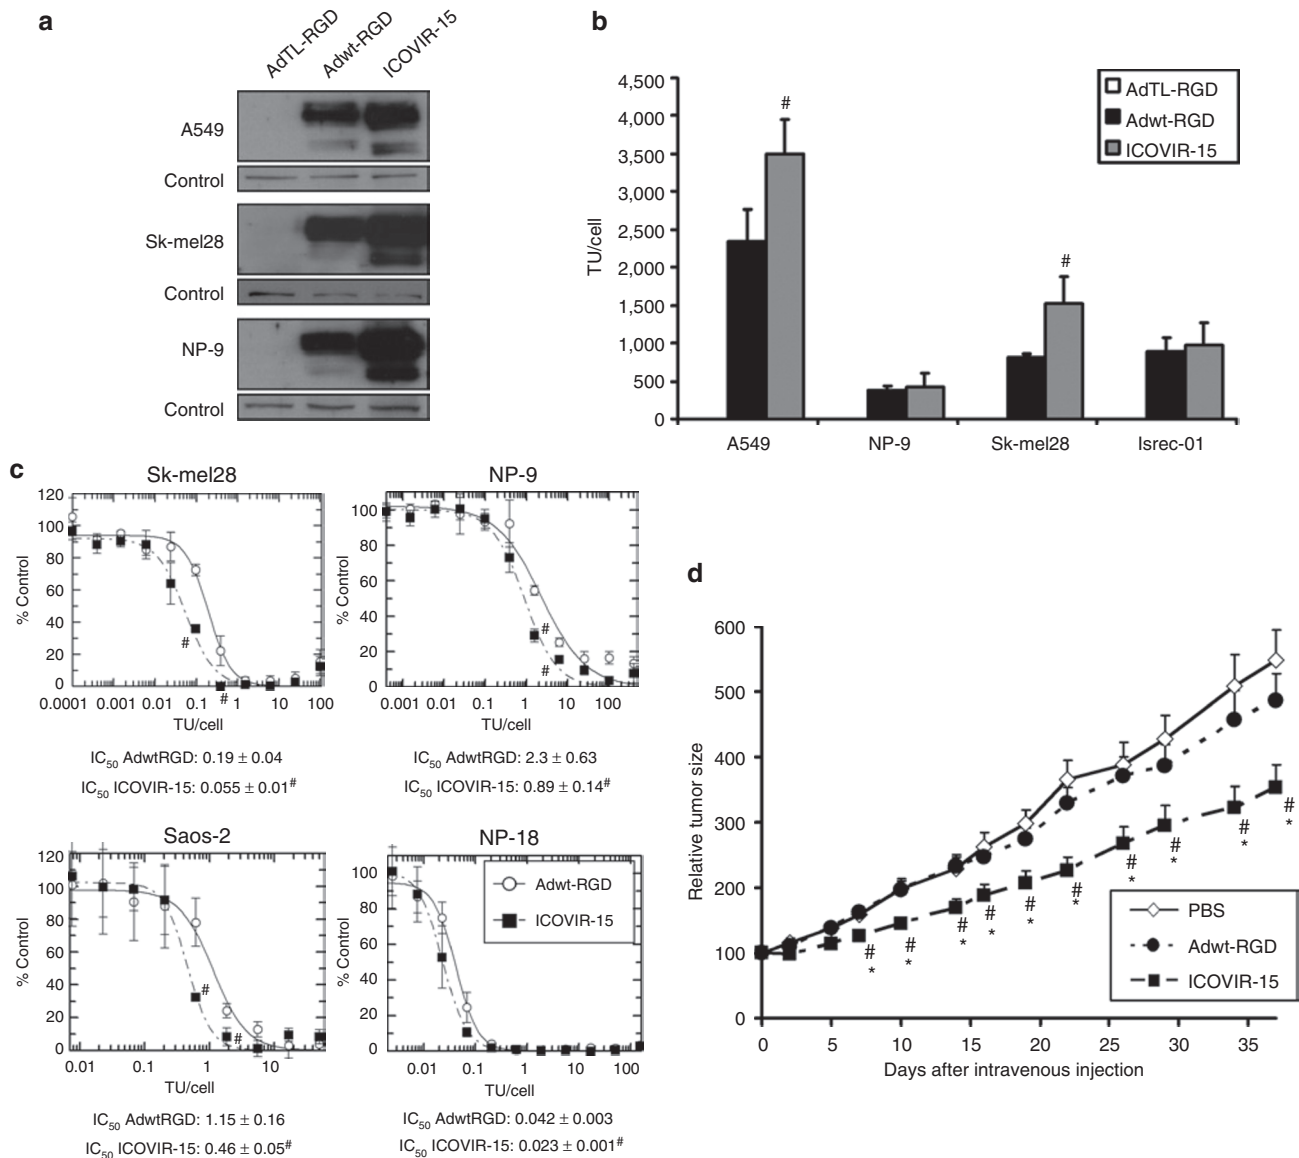 a
AdTL-RGD
Adwt-RGD
ICOVIR-15
A549
Control
Sk-mel28
Control
NP-9
Control
b
4,500
4,000
3,500
3,000
2,500
2,000
1,500
1,000
500
0
TU/cell
#
#
A549
NP-9
Sk-mel28
Isrec-01
AdTL-RGD
Adwt-RGD
ICOVIR-15
c
Sk-mel28
120
100
80
60
40
20
0
% Control
#
#
0.0001 0.001 0.01 0.1 1 10 100
TU/cell
IC50 AdwtRGD: 0.19 ± 0.04
IC50 ICOVIR-15: 0.055 ± 0.01#
NP-9
100
80
60
40
20
0
% Control
#
#
0.001 0.01 0.1 1 10 100
TU/cell
IC50 AdwtRGD: 2.3 ± 0.63
IC50 ICOVIR-15: 0.89 ± 0.14#
Saos-2
120
100
80
60
40
20
0
% Control
#
#
0.01 0.1 1 10
TU/cell
IC50 AdwtRGD: 1.15 ± 0.16
IC50 ICOVIR-15: 0.46 ± 0.05#
NP-18
100
80
60
40
20
0
% Control
Adwt-RGD
ICOVIR-15
0.01 0.1 1 10 100
TU/cell
IC50 AdwtRGD: 0.042 ± 0.003
IC50 ICOVIR-15: 0.023 ± 0.001#
d
600
500
400
300
200
100
0
Relative tumor size
# # # # # # # # # #
* * * * * * * * * *
PBS
Adwt-RGD
ICOVIR-15
0 5 10 15 20 25 30 35
Days after intravenous injection